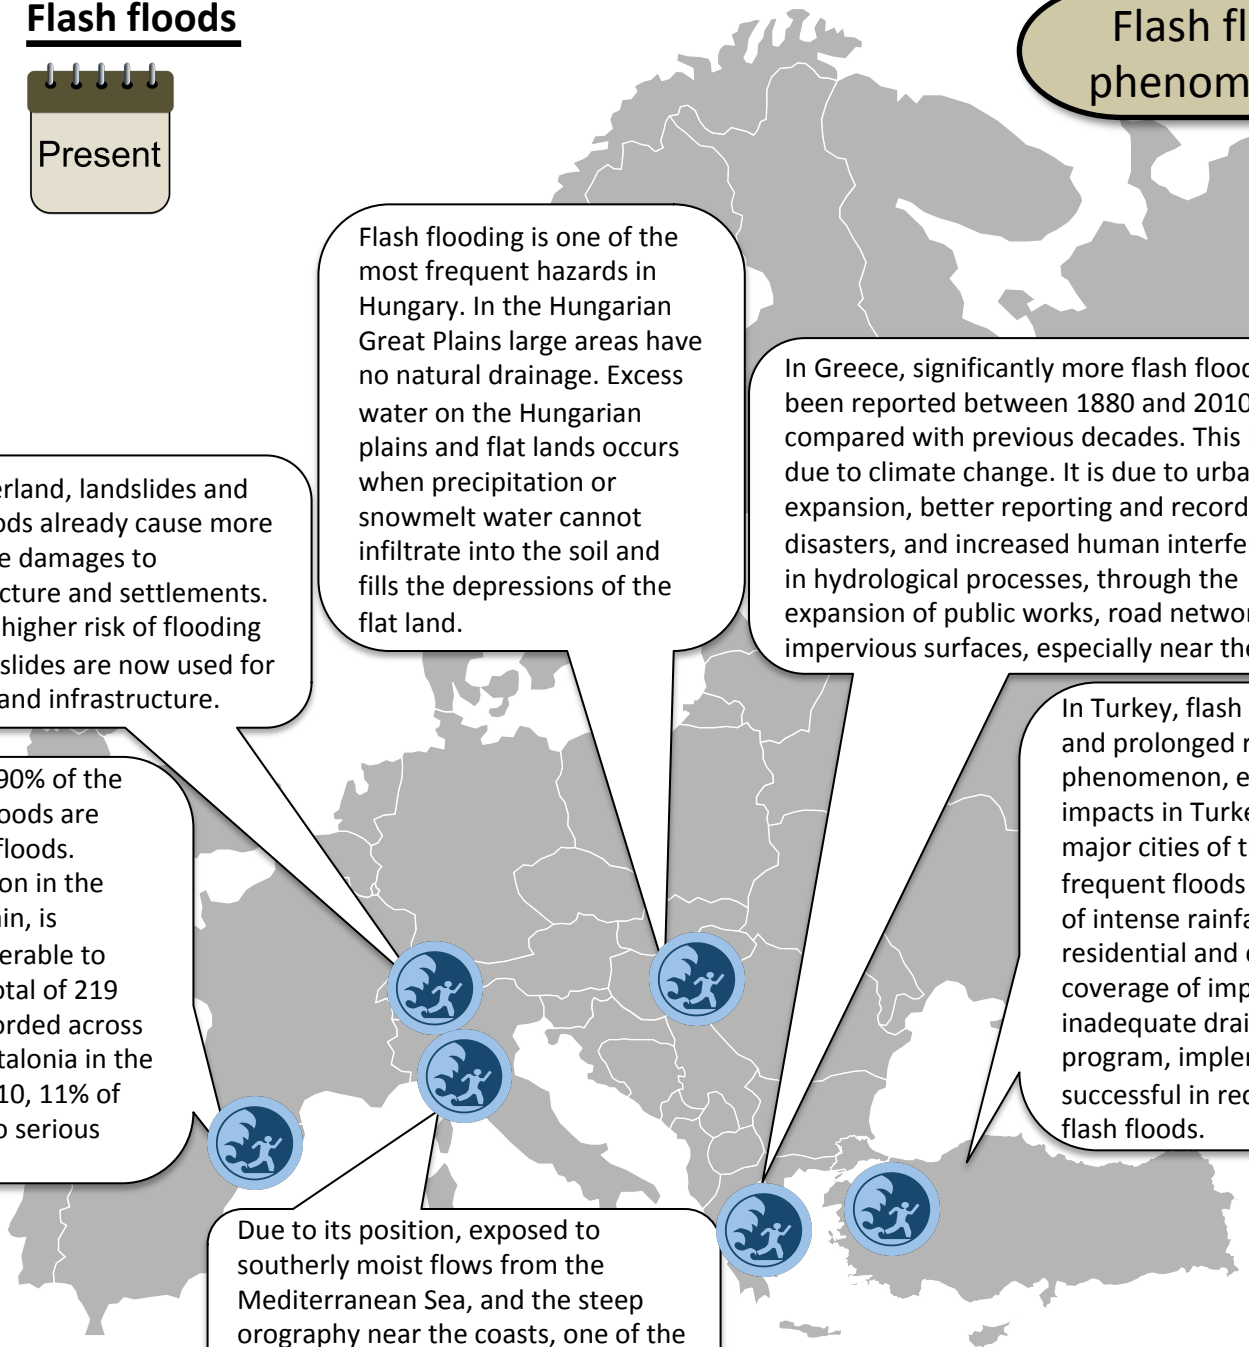 Flash floods
Present
Flash fl
phenom
Flash flooding is one of the
most frequent hazards in
Hungary. In the Hungarian
Great Plains large areas have
no natural drainage. Excess
water on the Hungarian
plains and flat lands occurs
when precipitation or
snowmelt water cannot
infiltrate into the soil and
fills the depressions of the
flat land.
In Greece, significantly more flash flood
been reported between 1880 and 2010
compared with previous decades. This
due to climate change. It is due to urba
expansion, better reporting and record
disasters, and increased human interfe
in hydrological processes, through the
expansion of public works, road networ
impervious surfaces, especially near the
erland, landslides and
ods already cause more
e damages to
cture and settlements.
higher risk of flooding
slides are now used for
and infrastructure.
90% of the
oods are
floods.
on in the
in, is
erable to
otal of 219
orded across
talonia in the
10, 11% of
o serious
In Turkey, flash
and prolonged r
phenomenon, e
impacts in Turke
major cities of t
frequent floods
of intense rainfa
residential and c
coverage of imp
inadequate drai
program, impler
successful in rec
flash floods.
Due to its position, exposed to
southerly moist flows from the
Mediterranean Sea, and the steep
orography near the coasts, one of the